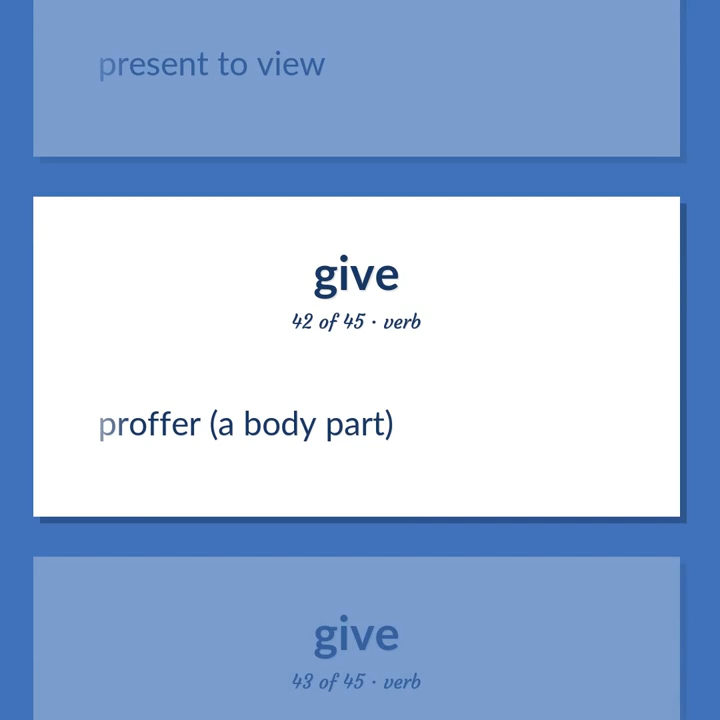 present to view
give
42 of 45 · verb
proffer (a body part)
give
43 of 45 · verb